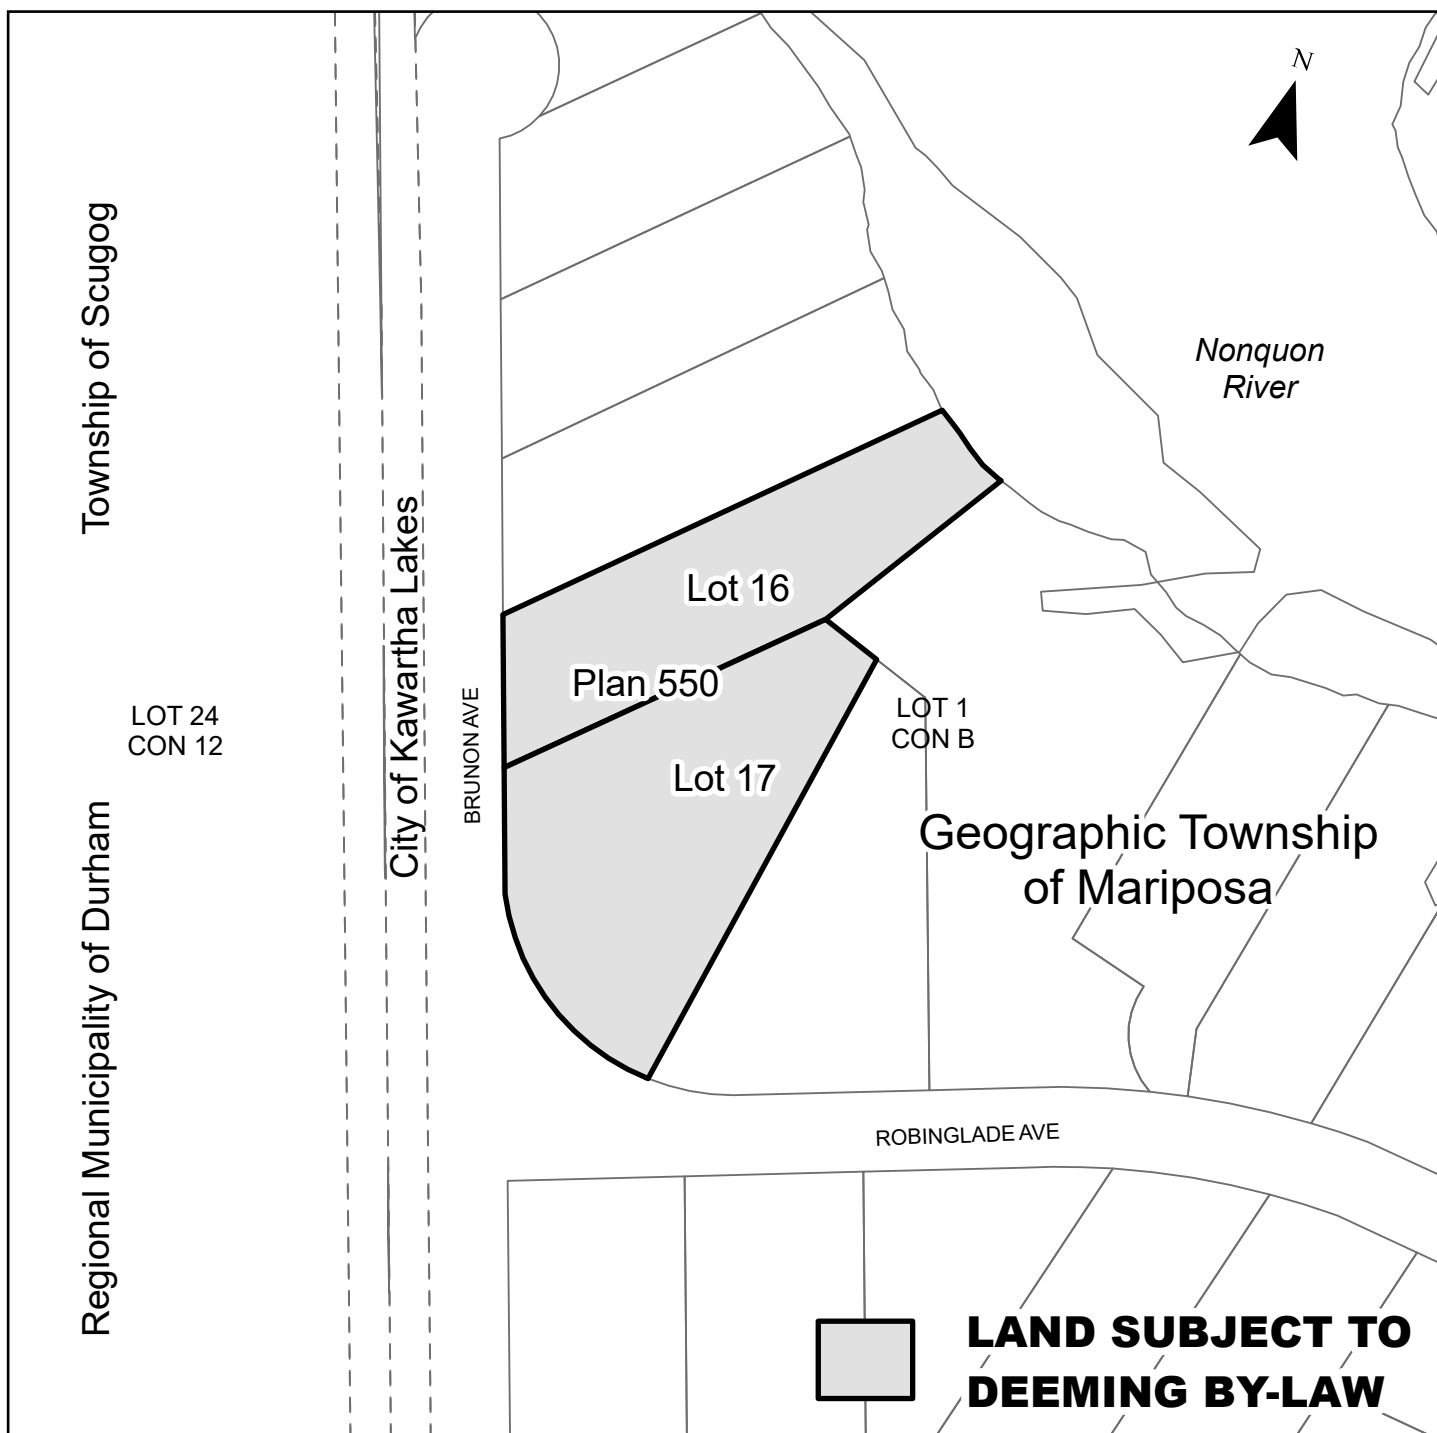 N
Township of Scugog
Nonquon
River
City of Kawartha Lakes
Lot 16
Plan 550
BRUNON AVE
LOT 24
CON 12
LOT 1
CON B
Lot 17
Geographic Township
of Mariposa
Regional Municipality of Durham
ROBINGLADE AVE
LAND SUBJECT TO
DEEMING BY-LAW